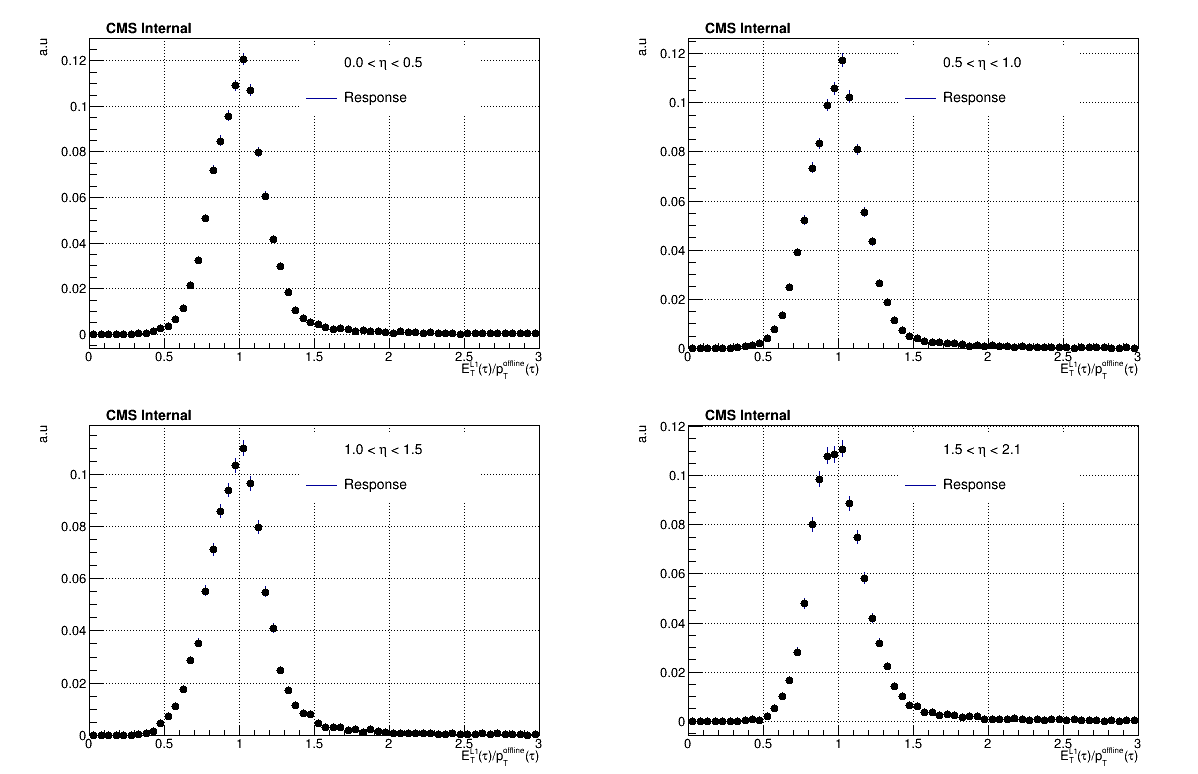 CMS Internal
a.u
0.0 < η < 0.5
Response
0.12
0.1
0.08
0.06
0.04
0.02
0
0 0.5 1 1.5 2 2.5 3
E_T^L1(τ)/p_T^offline(τ)
CMS Internal
a.u
0.5 < η < 1.0
Response
0.12
0.1
0.08
0.06
0.04
0.02
0
0 0.5 1 1.5 2 2.5 3
E_T^L1(τ)/p_T^offline(τ)
CMS Internal
a.u
1.0 < η < 1.5
Response
0.1
0.08
0.06
0.04
0.02
0
0 0.5 1 1.5 2 2.5 3
E_T^L1(τ)/p_T^offline(τ)
CMS Internal
a.u
1.5 < η < 2.1
Response
0.12
0.1
0.08
0.06
0.04
0.02
0
0 0.5 1 1.5 2 2.5 3
E_T^L1(τ)/p_T^offline(τ)